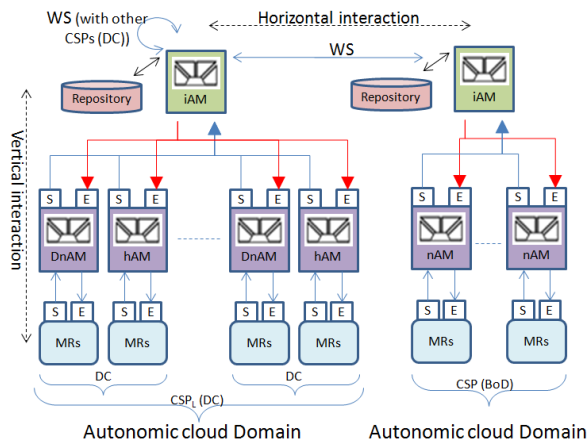 WS (with other
CSPs (DC))
Horizontal interaction
WS
iAM
iAM
Repository
Repository
Vertical interaction
S E S E S E S E S E S E
DnAM hAM DnAM hAM nAM nAM
S E S E S E S E S E S E
MRs MRs MRs MRs MRs MRs
DC DC
CSP (BoD)
CSPL (DC)
Autonomic cloud Domain Autonomic cloud Domain